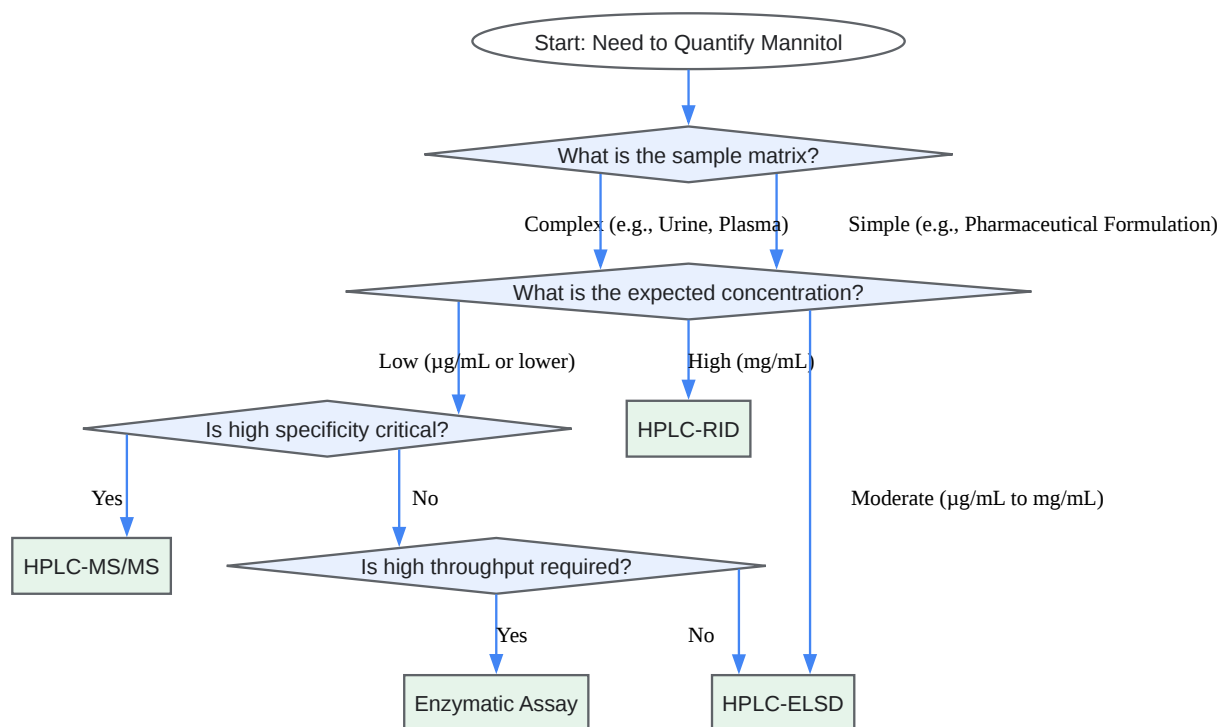 Start: Need to Quantify Mannitol
What is the sample matrix?
Complex (e.g., Urine, Plasma)
Simple (e.g., Pharmaceutical Formulation)
What is the expected concentration?
Low (µg/mL or lower)
High (mg/mL)
Is high specificity critical?
HPLC-RID
Yes
No
Moderate (µg/mL to mg/mL)
HPLC-MS/MS
Is high throughput required?
Yes
No
Enzymatic Assay
HPLC-ELSD